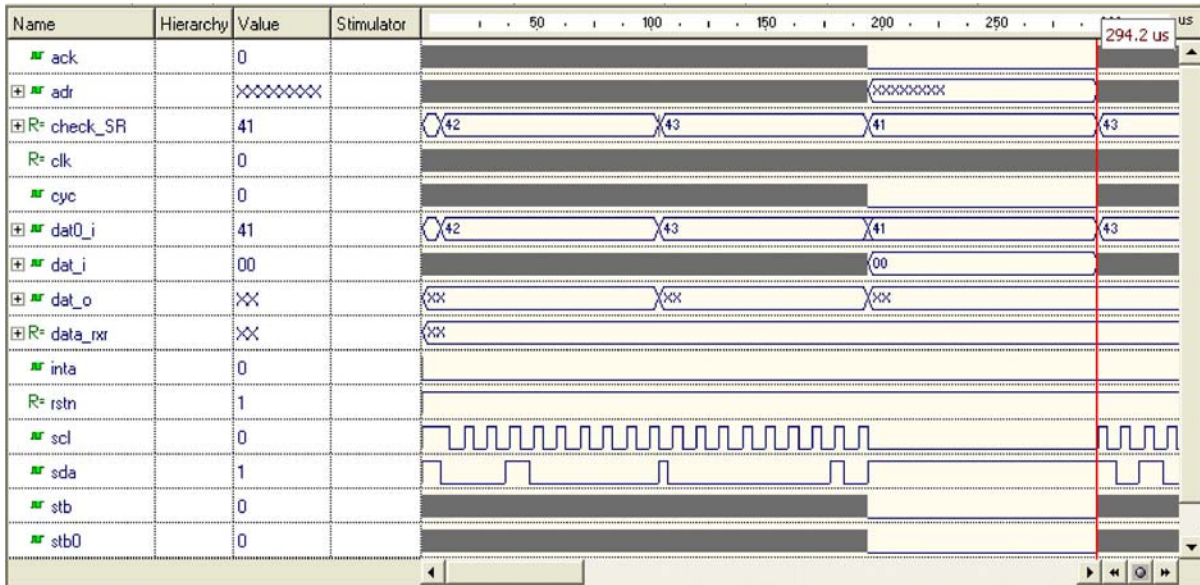 Name Hierarchy Value Stimulator 50 100 150 200 250 us
294.2 us
ack 0
adr XXXXXXXX XXXXXXXX
check_SR 41 42 43 41 43
clk 0
cyc 0
dat0_i 41 42 43 41 43
dat_i 00 00
dat_o XX XX XX XX
data_rxr XX XX
inta 0
rstn 1
scl 0
sda 1
stb 0
stb0 0